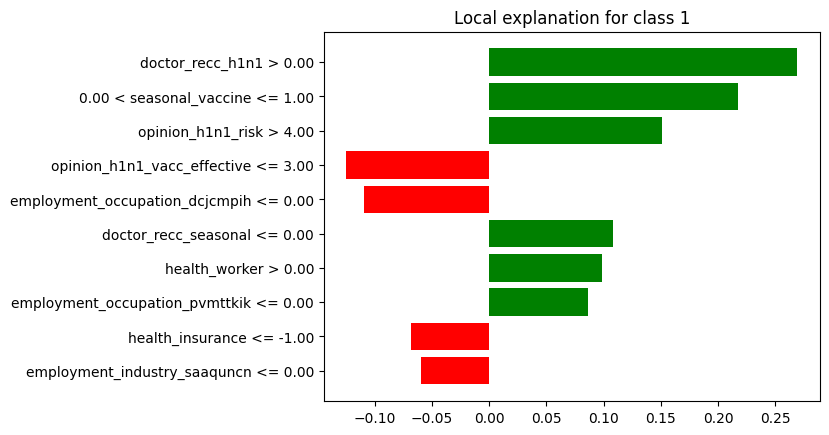 Local explanation for class 1
doctor_recc_h1n1 > 0.00
0.00 < seasonal_vaccine <= 1.00
opinion_h1n1_risk > 4.00
opinion_h1n1_vacc_effective <= 3.00
employment_occupation_dcjcmpih <= 0.00
doctor_recc_seasonal <= 0.00
health_worker > 0.00
employment_occupation_pvmttkik <= 0.00
health_insurance <= -1.00
employment_industry_saaquncn <= 0.00
−0.10 −0.05 0.00 0.05 0.10 0.15 0.20 0.25